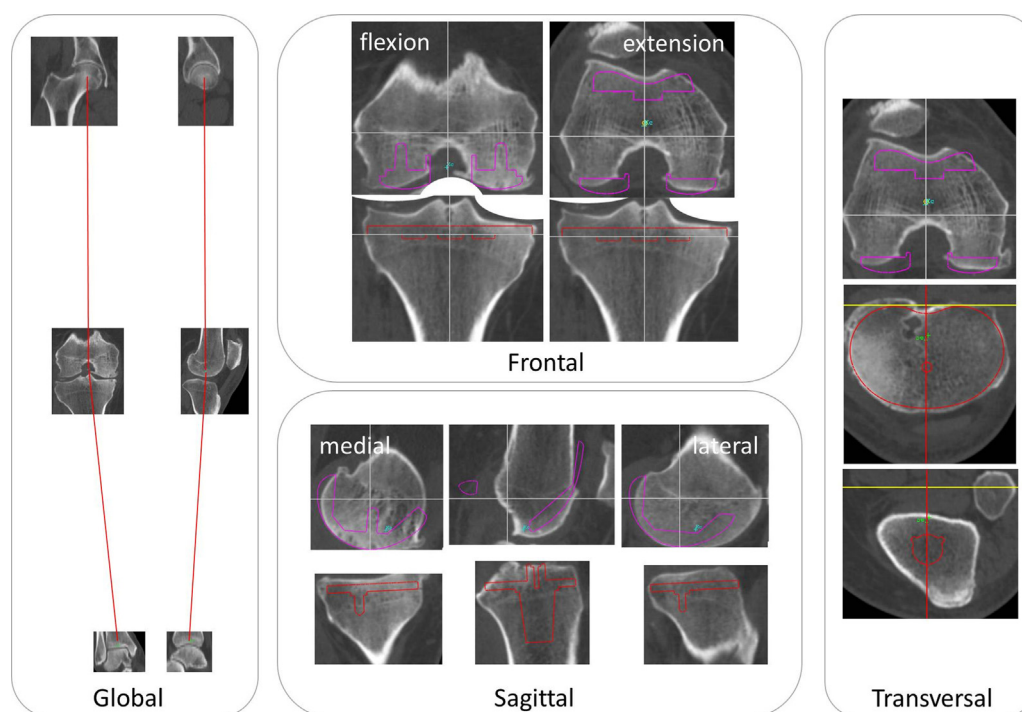 flexion
extension
Frontal
medial
lateral
Global
Sagittal
Transversal